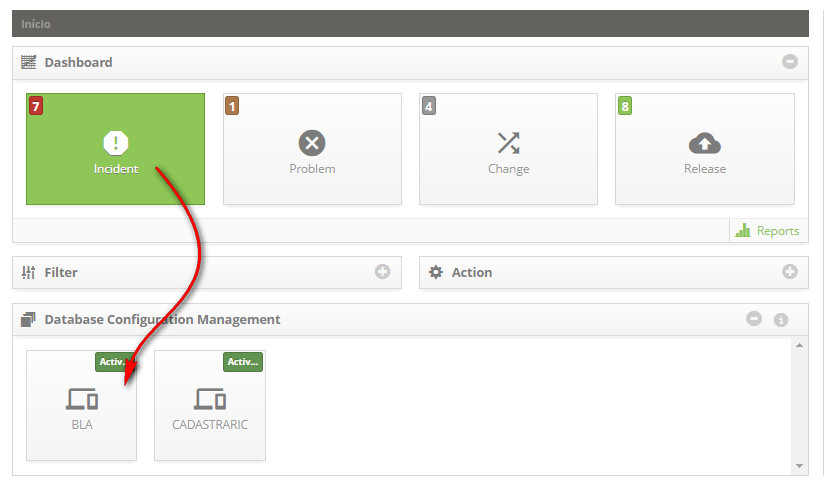 Início
Dashboard
7
Incident
1
Problem
4
Change
8
Release
Reports
Filter
Action
Database Configuration Management
Activ...
BLA
Activ...
CADASTRARIC